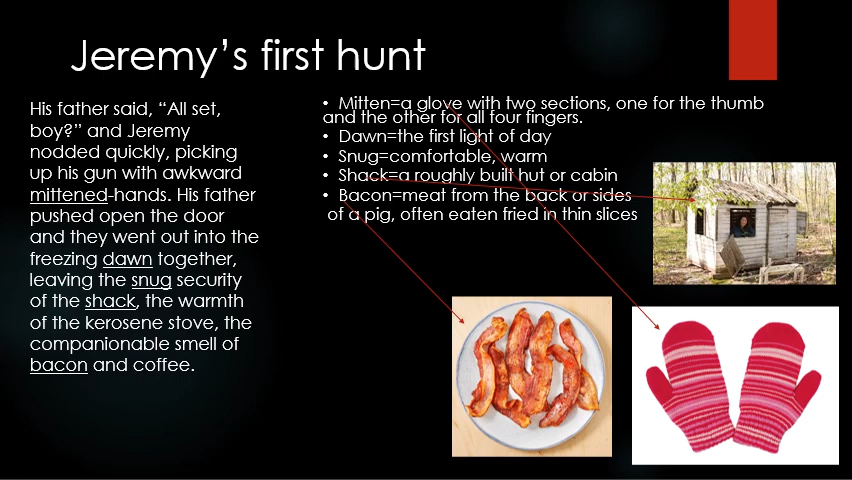 Jeremy’s first hunt
His father said, “All set,
boy?” and Jeremy
nodded quickly, picking
up his gun with awkward
mittened-hands. His father
pushed open the door
and they went out into the
freezing dawn together,
leaving the snug security
of the shack, the warmth
of the kerosene stove, the
companionable smell of
bacon and coffee.
• Mitten=a glove with two sections, one for the thumb
and the other for all four fingers.
• Dawn=the first light of day
• Snug=comfortable, warm
• Shack=a roughly built hut or cabin
• Bacon=meat from the back or sides
of a pig, often eaten fried in thin slices